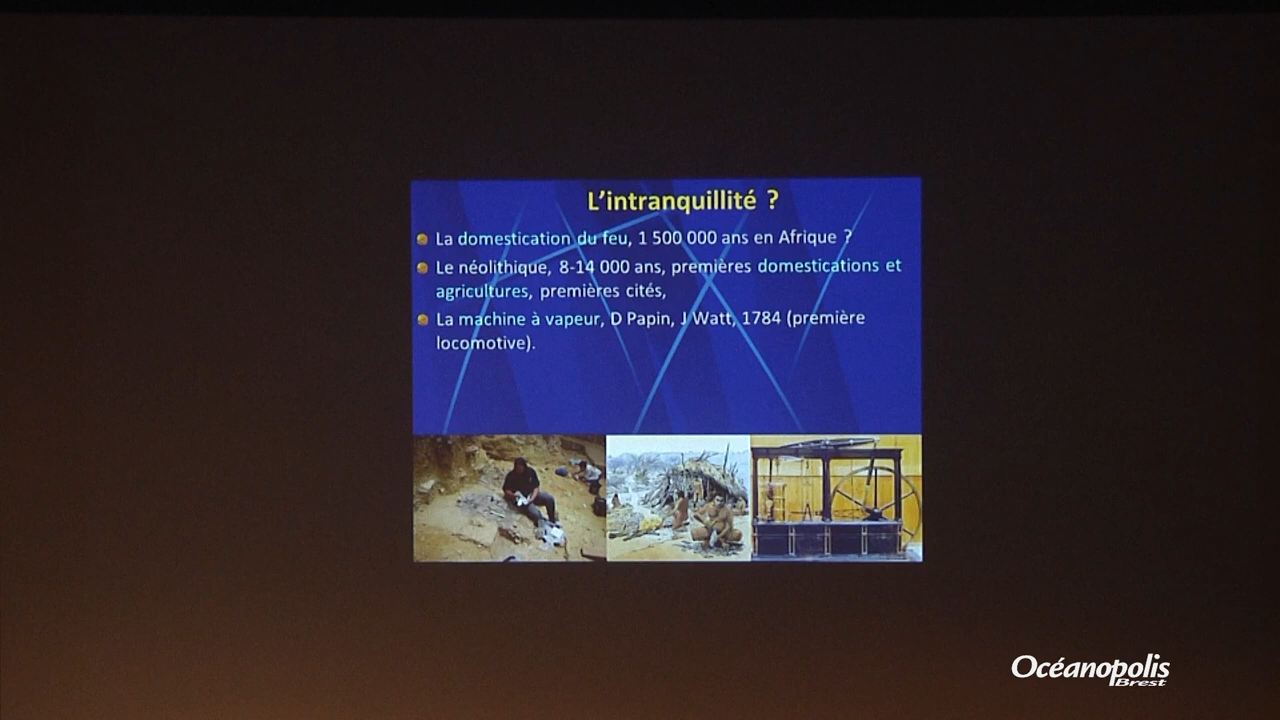 L'intranquillité ?
La domestication du feu, 1 500 000 ans en Afrique ?
Le néolithique, 8-14 000 ans, premières domestications et
agricultures, premières cités,
La machine à vapeur, D Papin, J Watt, 1784 (première
locomotive).
Océanopolis
Brest